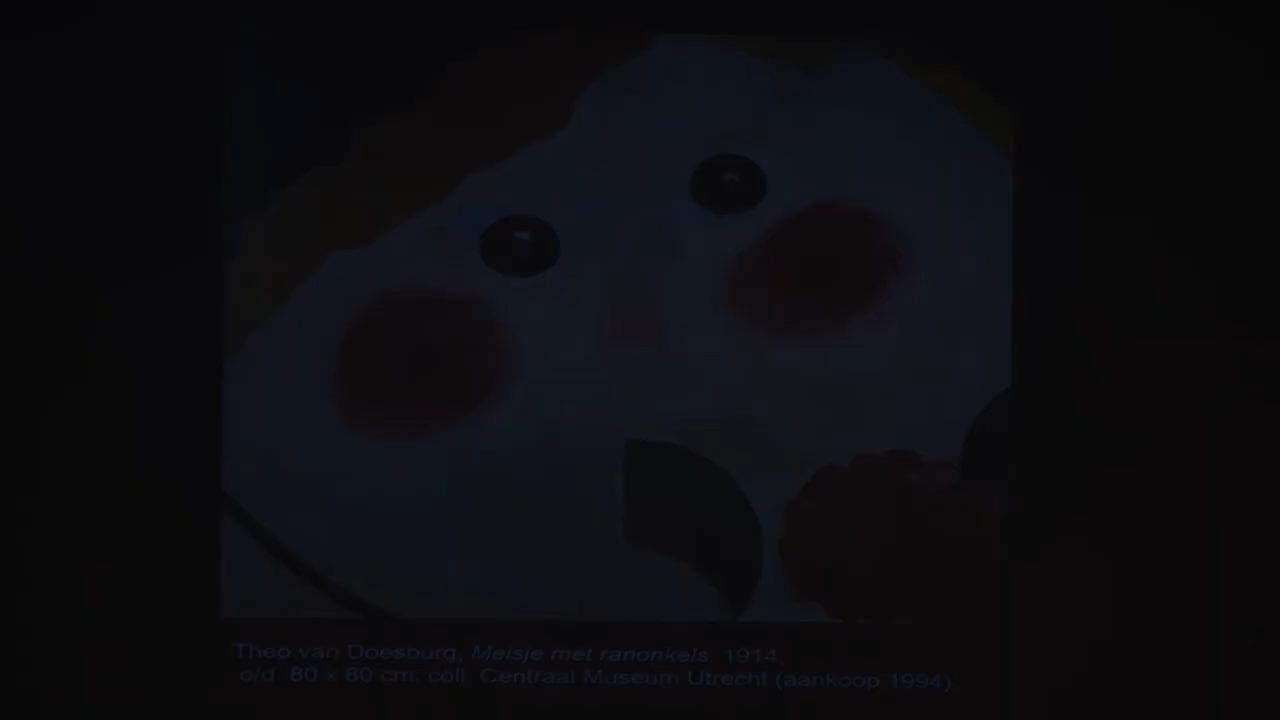 Theo van Doesburg, Meisje met ranonkels, 1914,
o/d 80 x 80 cm, coll. Centraal Museum Utrecht (aankoop 1994)